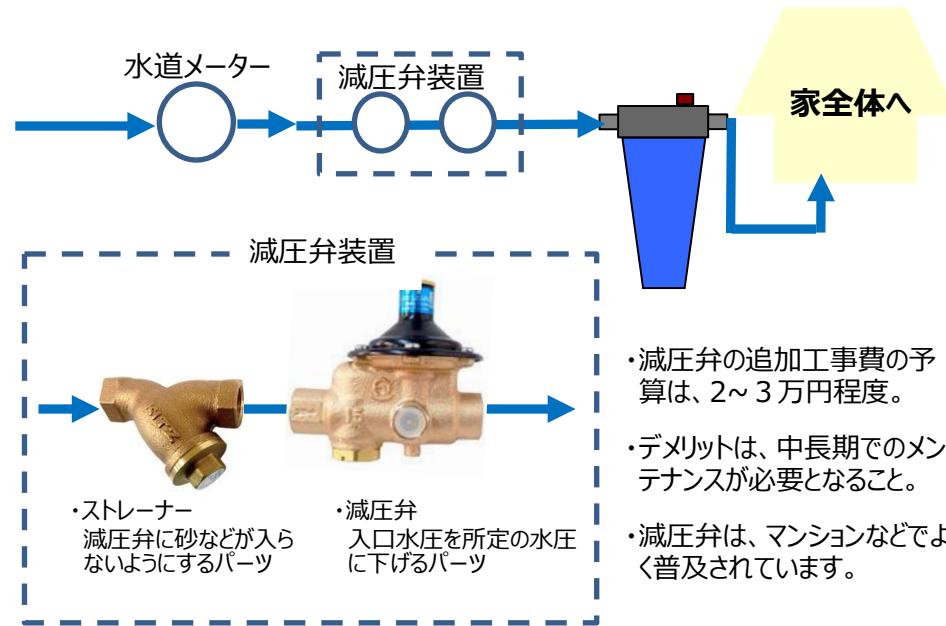 水道メーター
減圧弁装置
家全体へ
減圧弁装置
KITZ
・ストレーナー
減圧弁に砂などが入ら
ないようにするパーツ
・減圧弁
入口水圧を所定の水圧
に下げるパーツ
・減圧弁の追加工事費の予
算は、2~３万円程度。
・デメリットは、中長期でのメン
テナンスが必要となること。
・減圧弁は、マンションなどでよ
く普及されています。